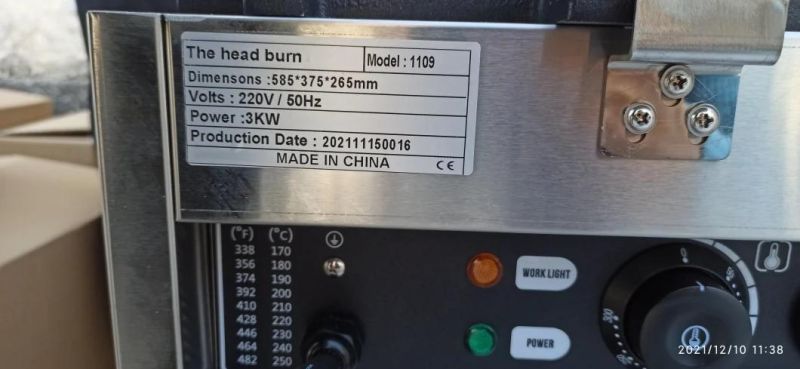 The head burn Model : 1109
Dimensons : 585*375*265mm
Volts : 220V / 50Hz
Power : 3KW
Production Date : 202111150016
MADE IN CHINA CE
(°F) (°C)
338 170
356 180
374 190
392 200
410 210
428 220
446 230
464 240
482 250
WORK LIGHT
POWER
0
300
2021/12/10 11:38